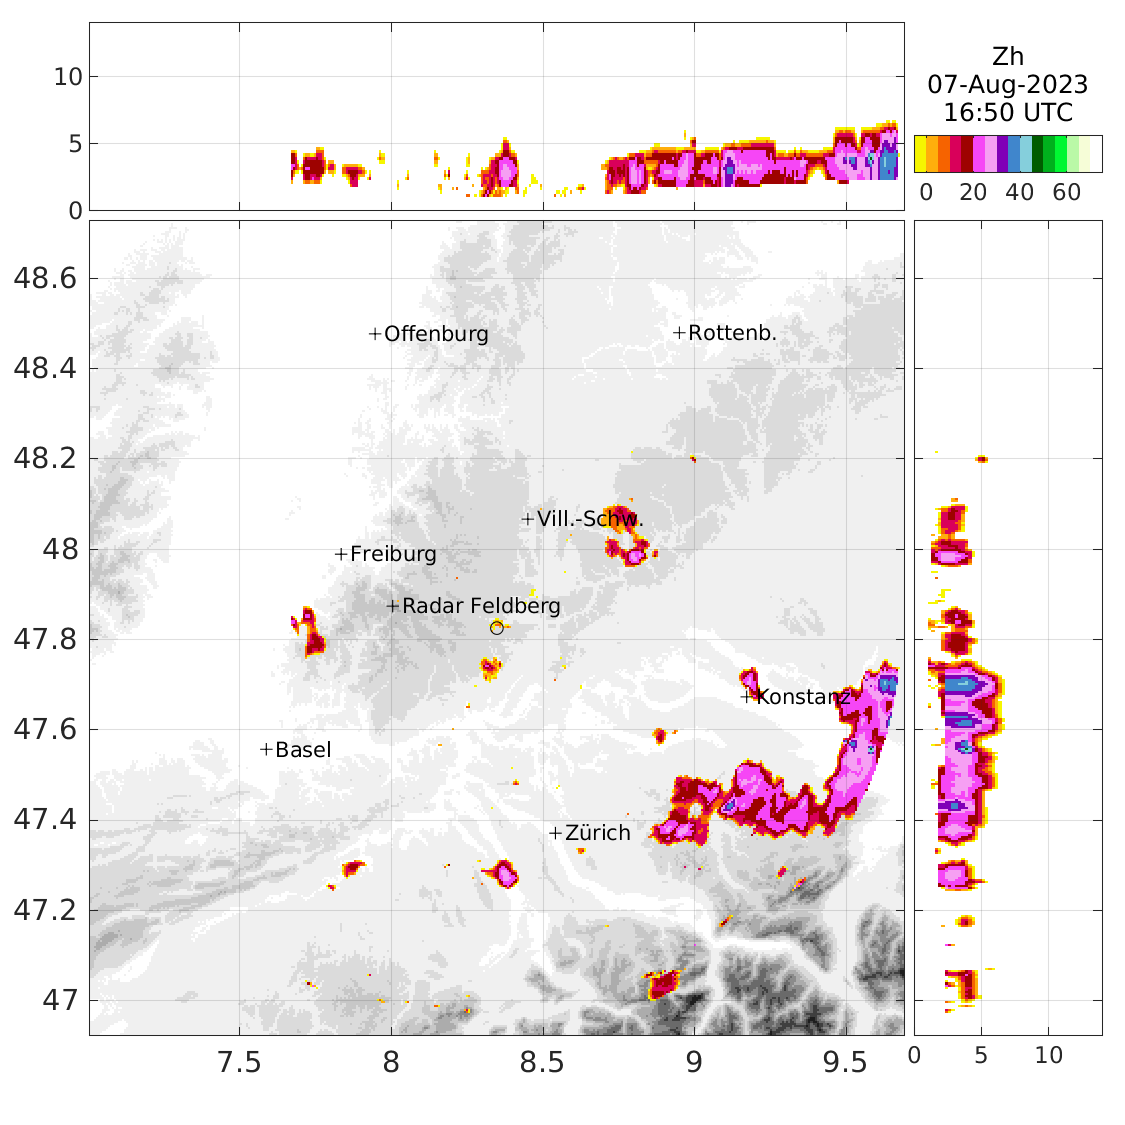 Zh
07-Aug-2023
16:50 UTC
0 20 40 60
10
5
0
48.6
48.4
48.2
48
47.8
47.6
47.4
47.2
47
Offenburg
Rottenb.
Vill.-Schw.
Freiburg
Radar Feldberg
Konstanz
Basel
Zürich
7.5 8 8.5 9 9.5
0 5 10